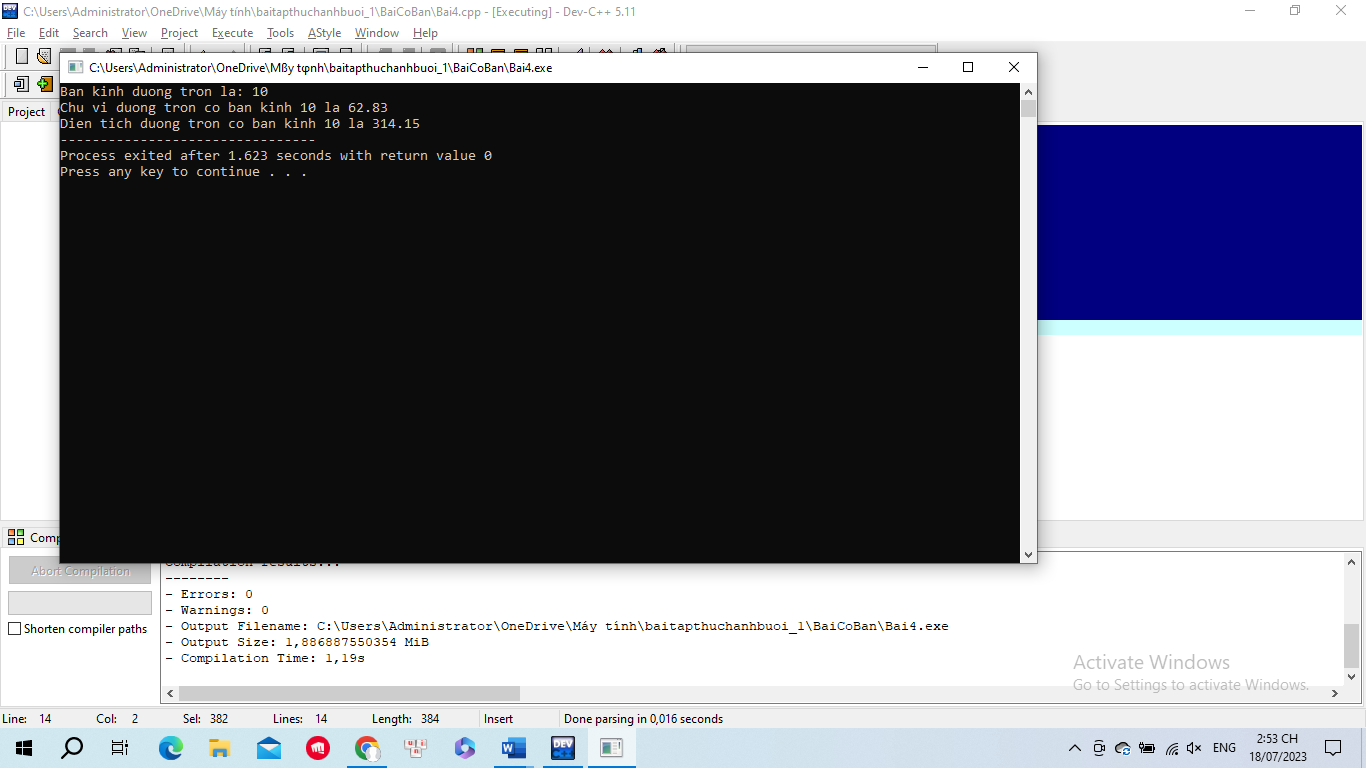 C:\Users\Administrator\OneDrive\Máy tính\baitapthuchanhbuoi_1\BaiCoBan\Bai4.cpp - [Executing] - Dev-C++ 5.11
File Edit Search View Project Execute Tools AStyle Window Help
C:\Users\Administrator\OneDrive\Mßy tφnh\baitapthuchanhbuoi_1\BaiCoBan\Bai4.exe
Project
Ban kinh duong tron la: 10
Chu vi duong tron co ban kinh 10 la 62.83
Dien tich duong tron co ban kinh 10 la 314.15
--------------------------------
Process exited after 1.623 seconds with return value 0
Press any key to continue . . .
Abort Compilation
Shorten compiler paths
Compilation results...
--------
- Errors: 0
- Warnings: 0
- Output Filename: C:\Users\Administrator\OneDrive\Máy tính\baitapthuchanhbuoi_1\BaiCoBan\Bai4.exe
- Output Size: 1,886887550354 MiB
- Compilation Time: 1,19s
Activate Windows
Go to Settings to activate Windows.
Line: 14 Col: 2 Sel: 382 Lines: 14 Length: 384 Insert Done parsing in 0,016 seconds
DEV
ENG
2:53 CH
18/07/2023